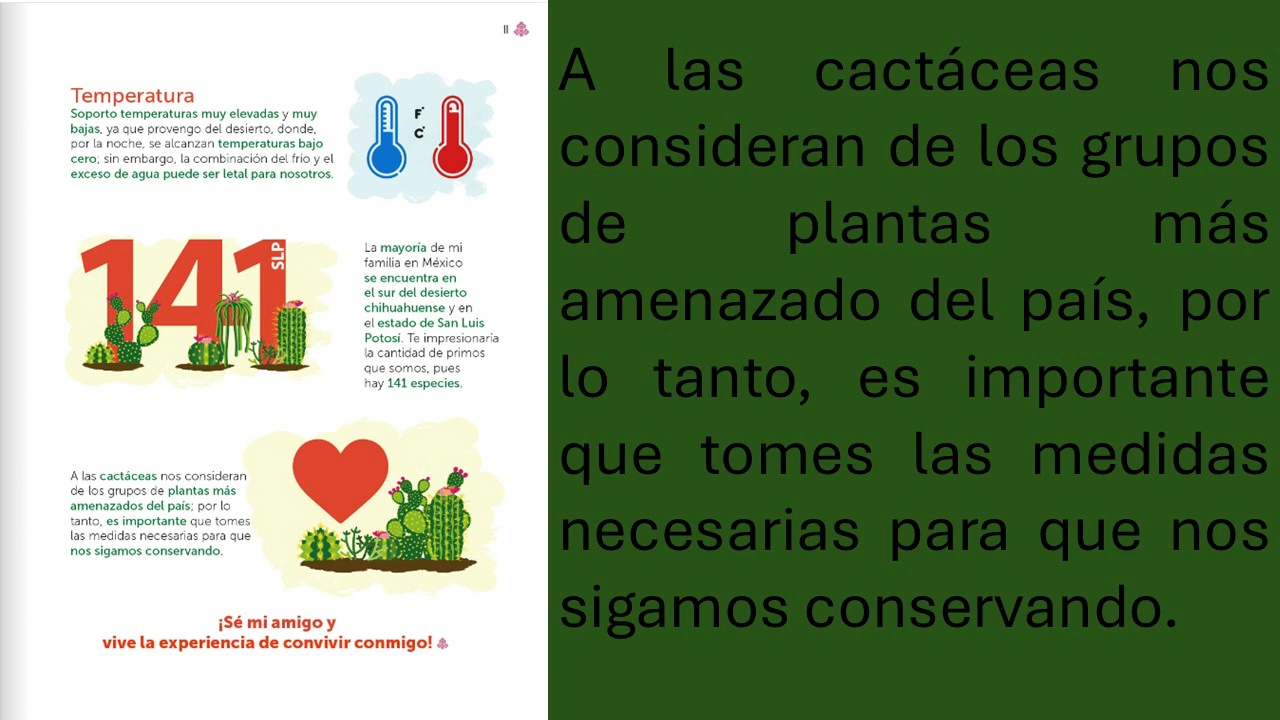 11
Temperatura
Soporto temperaturas muy elevadas y muy
bajas, ya que provengo del desierto, donde,
por la noche, se alcanzan temperaturas bajo
cero; sin embargo, la combinación del frío y el
exceso de agua puede ser letal para nosotros.
F°
C°
141
SLP
La mayoría de mi
familia en México
se encuentra en
el sur del desierto
chihuahuense y en
el estado de San Luis
Potosí. Te impresionaría
la cantidad de primos
que somos, pues
hay 141 especies.
A las cactáceas nos consideran
de los grupos de plantas más
amenazados del país; por lo
tanto, es importante que tomes
las medidas necesarias para que
nos sigamos conservando.
¡Sé mi amigo y
vive la experiencia de convivir conmigo!
A las cactáceas nos
consideran de los grupos
de plantas más
amenazado del país, por
lo tanto, es importante
que tomes las medidas
necesarias para que nos
sigamos conservando.